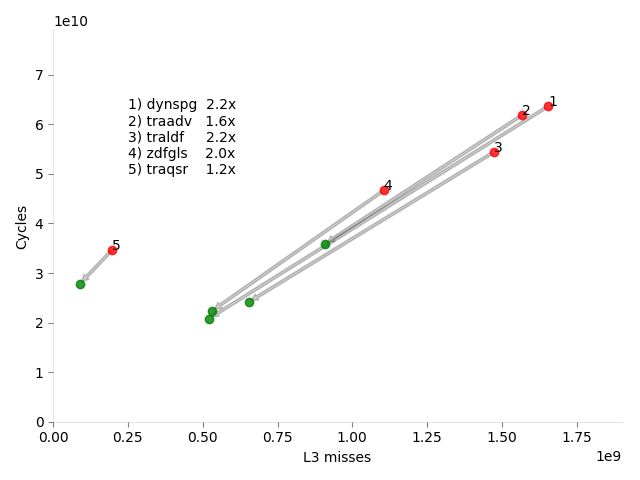 1e10
7
6
5
4
3
2
1
0
Cycles
1) dynspg 2.2x
2) traadv 1.6x
3) traldf 2.2x
4) zdfgls 2.0x
5) traqsr 1.2x
1
2
3
4
5
0.00 0.25 0.50 0.75 1.00 1.25 1.50 1.75
L3 misses
1e9